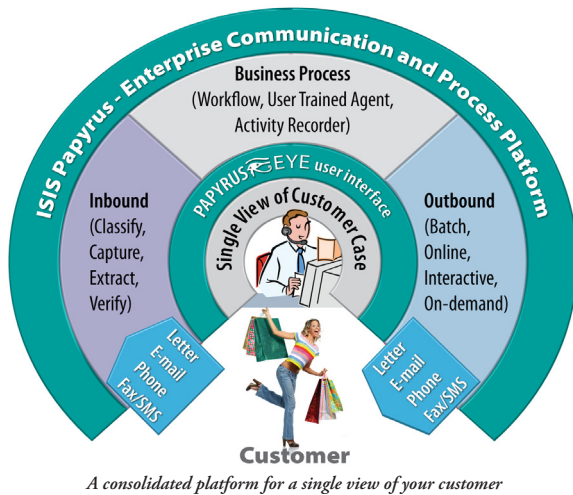 ISIS Papyrus - Enterprise Communication and Process Platform
Business Process
(Workflow, User Trained Agent,
Activity Recorder)
PAPYRUS EYE user interface
Single View of Customer Case
Inbound
(Classify,
Capture,
Extract,
Verify)
Outbound
(Batch,
Online,
Interactive,
On-demand)
Letter
E-mail
Phone
Fax/SMS
Letter
E-mail
Phone
Fax/SMS
Customer
A consolidated platform for a single view of your customer